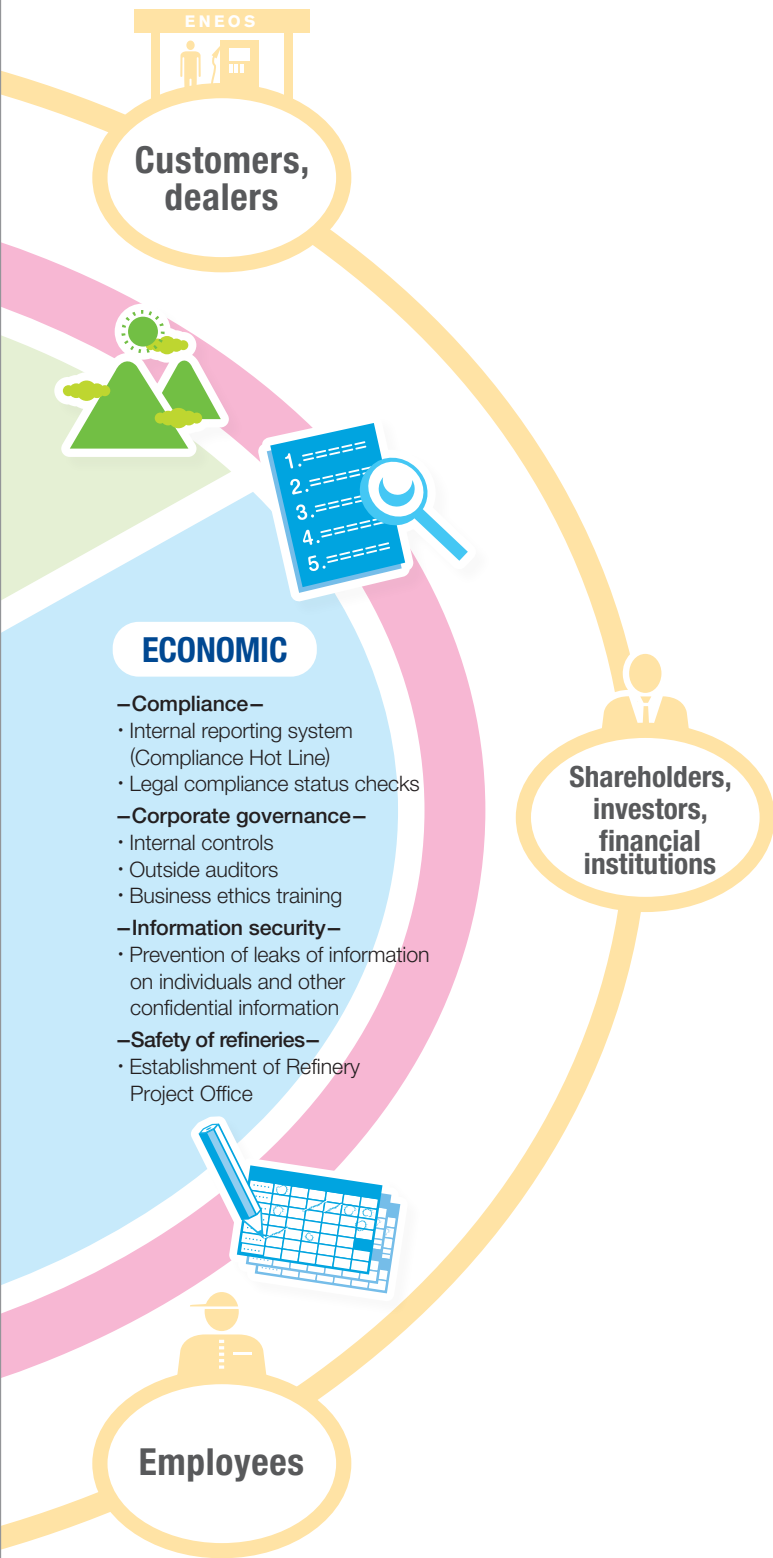 ENEOS
Customers,
dealers
1.=====
2.=====
3.=====
4.=====
5.=====
ECONOMIC
–Compliance–
・Internal reporting system
(Compliance Hot Line)
・Legal compliance status checks
–Corporate governance–
・Internal controls
・Outside auditors
・Business ethics training
–Information security–
・Prevention of leaks of information
on individuals and other
confidential information
–Safety of refineries–
・Establishment of Refinery
Project Office
Shareholders,
investors,
financial
institutions
Employees